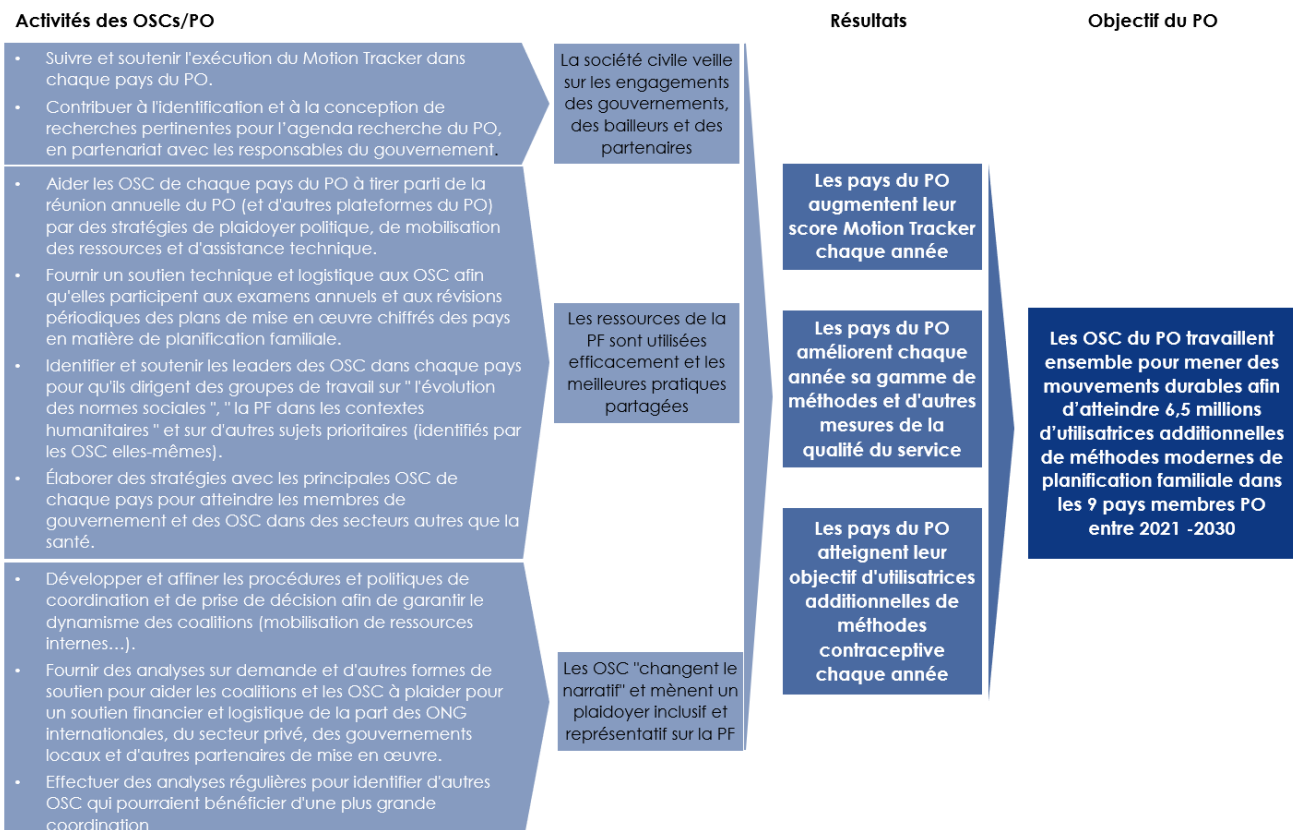 Activités des OSCs/PO
Résultats
Objectif du PO
• Suivre et soutenir l'exécution du Motion Tracker dans
chaque pays du PO.
• Contribuer à l'identification et à la conception de
recherches pertinentes pour l'agenda recherche du PO,
en partenariat avec les responsables du gouvernement.
La société civile veille
sur les engagements
des gouvernements,
des bailleurs et des
partenaires
• Aider les OSC de chaque pays du PO à tirer parti de la
réunion annuelle du PO (et d'autres plateformes du PO)
par des stratégies de plaidoyer politique, de mobilisation
des ressources et d'assistance technique.
• Fournir un soutien technique et logistique aux OSC afin
qu'elles participent aux examens annuels et aux révisions
périodiques des plans de mise en œuvre chiffrés des pays
en matière de planification familiale.
• Identifier et soutenir les leaders des OSC dans chaque pays
pour qu'ils dirigent des groupes de travail sur " l'évolution
des normes sociales ", " la PF dans les contextes
humanitaires " et sur d'autres sujets prioritaires (identifiés par
les OSC elles-mêmes).
• Élaborer des stratégies avec les principales OSC de
chaque pays pour atteindre les membres de
gouvernement et des OSC dans des secteurs autres que la
santé.
Les ressources de la
PF sont utilisées
efficacement et les
meilleures pratiques
partagées
• Développer et affiner les procédures et politiques de
coordination et de prise de décision afin de garantir le
dynamisme des coalitions (mobilisation de ressources
internes…).
• Fournir des analyses sur demande et d'autres formes de
soutien pour aider les coalitions et les OSC à plaider pour
un soutien financier et logistique de la part des ONG
internationales, du secteur privé, des gouvernements
locaux et d'autres partenaires de mise en œuvre.
• Effectuer des analyses régulières pour identifier d'autres
OSC qui pourraient bénéficier d'une plus grande
coordination
Les OSC "changent le
narratif" et mènent un
plaidoyer inclusif et
représentatif sur la PF
Les pays du PO
augmentent leur
score Motion Tracker
chaque année
Les pays du PO
améliorent chaque
année sa gamme de
méthodes et d'autres
mesures de la
qualité du service
Les pays du PO
atteignent leur
objectif d'utilisatrices
additionnelles de
méthodes
contraceptive
chaque année
Les OSC du PO travaillent
ensemble pour mener des
mouvements durables afin
d'atteindre 6,5 millions
d'utilisatrices additionnelles
de méthodes modernes de
planification familiale dans
les 9 pays membres PO
entre 2021 -2030